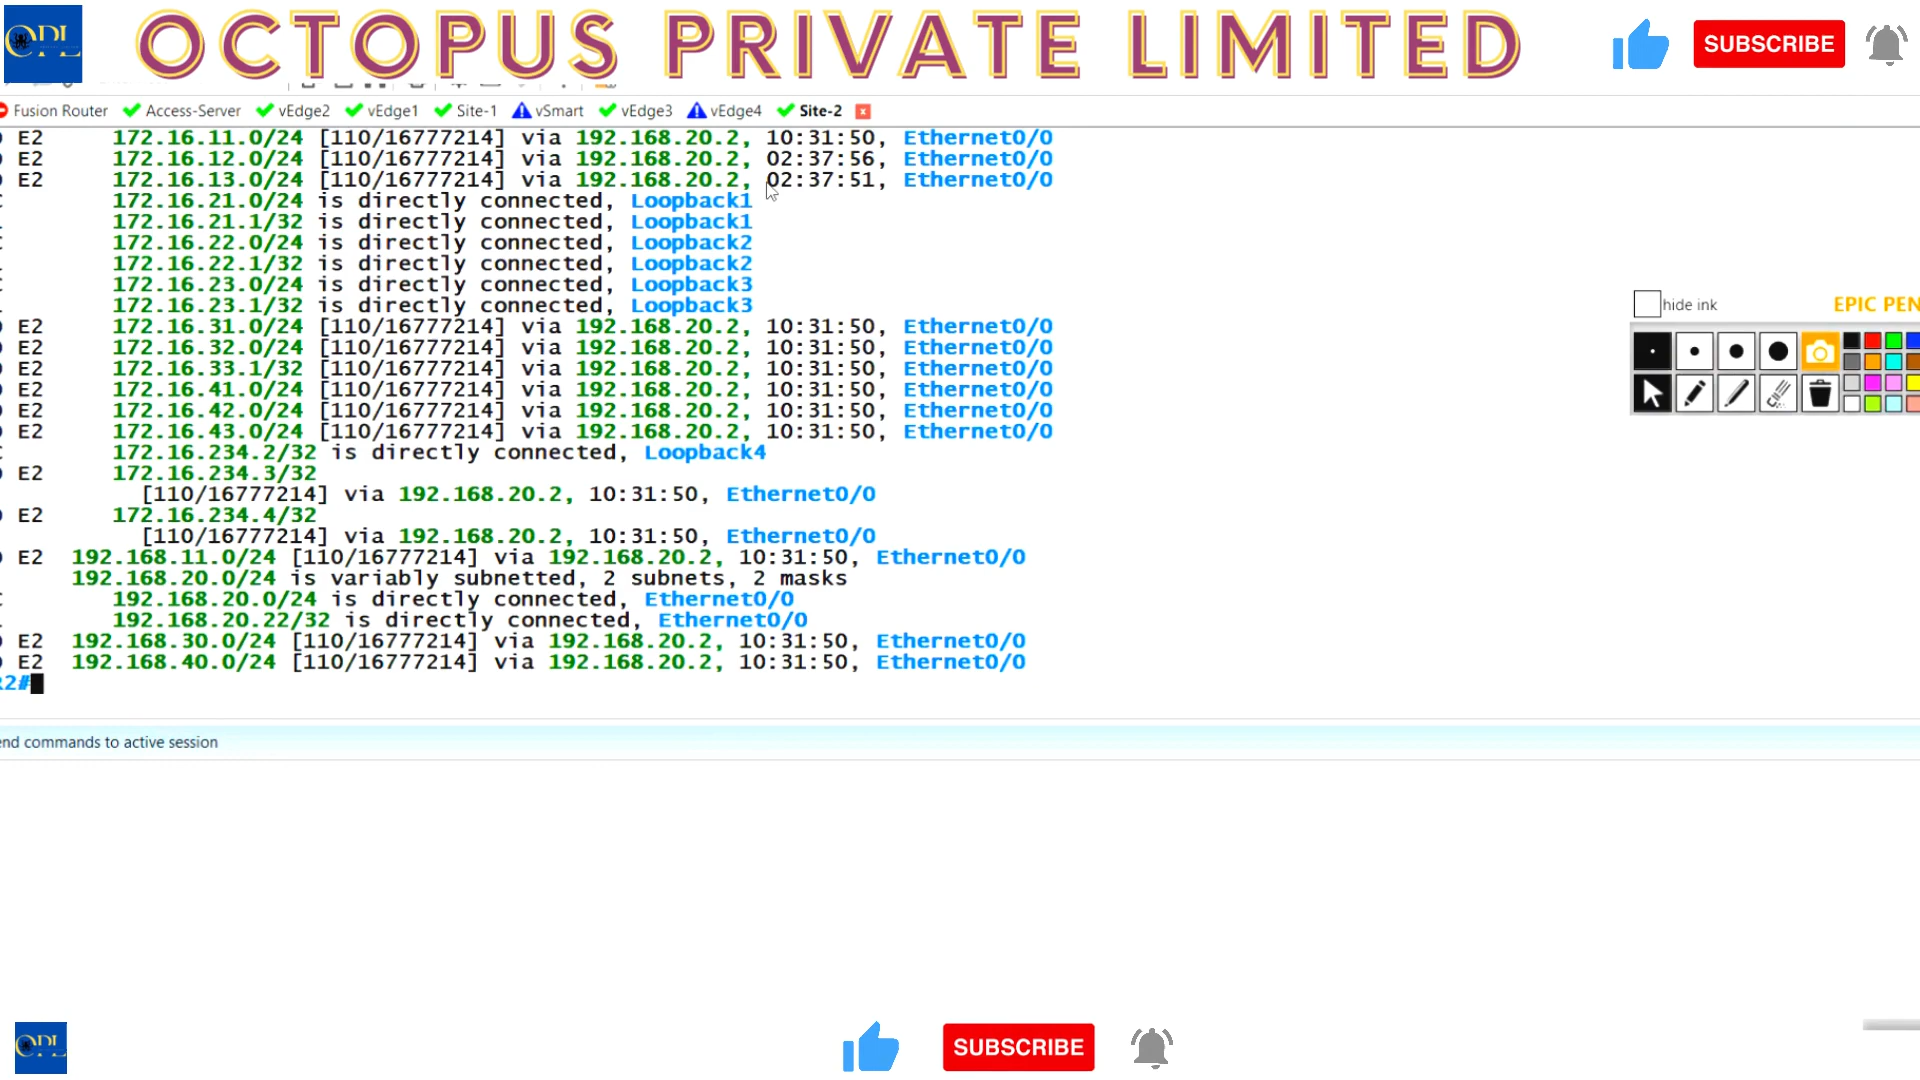 OPL OCTOPUS PRIVATE LIMITED SUBSCRIBE
Fusion Router Access-Server vEdge2 vEdge1 Site-1 vSmart vEdge3 vEdge4 Site-2
E2 172.16.11.0/24 [110/16777214] via 192.168.20.2, 10:31:50, Ethernet0/0
E2 172.16.12.0/24 [110/16777214] via 192.168.20.2, 02:37:56, Ethernet0/0
E2 172.16.13.0/24 [110/16777214] via 192.168.20.2, 02:37:51, Ethernet0/0
172.16.21.0/24 is directly connected, Loopback1
172.16.21.1/32 is directly connected, Loopback1
172.16.22.0/24 is directly connected, Loopback2
172.16.22.1/32 is directly connected, Loopback2
172.16.23.0/24 is directly connected, Loopback3
172.16.23.1/32 is directly connected, Loopback3
hide ink EPIC PEN
E2 172.16.31.0/24 [110/16777214] via 192.168.20.2, 10:31:50, Ethernet0/0
E2 172.16.32.0/24 [110/16777214] via 192.168.20.2, 10:31:50, Ethernet0/0
E2 172.16.33.1/32 [110/16777214] via 192.168.20.2, 10:31:50, Ethernet0/0
E2 172.16.41.0/24 [110/16777214] via 192.168.20.2, 10:31:50, Ethernet0/0
E2 172.16.42.0/24 [110/16777214] via 192.168.20.2, 10:31:50, Ethernet0/0
E2 172.16.43.0/24 [110/16777214] via 192.168.20.2, 10:31:50, Ethernet0/0
172.16.234.2/32 is directly connected, Loopback4
E2 172.16.234.3/32
[110/16777214] via 192.168.20.2, 10:31:50, Ethernet0/0
E2 172.16.234.4/32
[110/16777214] via 192.168.20.2, 10:31:50, Ethernet0/0
E2 192.168.11.0/24 [110/16777214] via 192.168.20.2, 10:31:50, Ethernet0/0
192.168.20.0/24 is variably subnetted, 2 subnets, 2 masks
192.168.20.0/24 is directly connected, Ethernet0/0
192.168.20.22/32 is directly connected, Ethernet0/0
E2 192.168.30.0/24 [110/16777214] via 192.168.20.2, 10:31:50, Ethernet0/0
E2 192.168.40.0/24 [110/16777214] via 192.168.20.2, 10:31:50, Ethernet0/0
2#
end commands to active session
OPL SUBSCRIBE